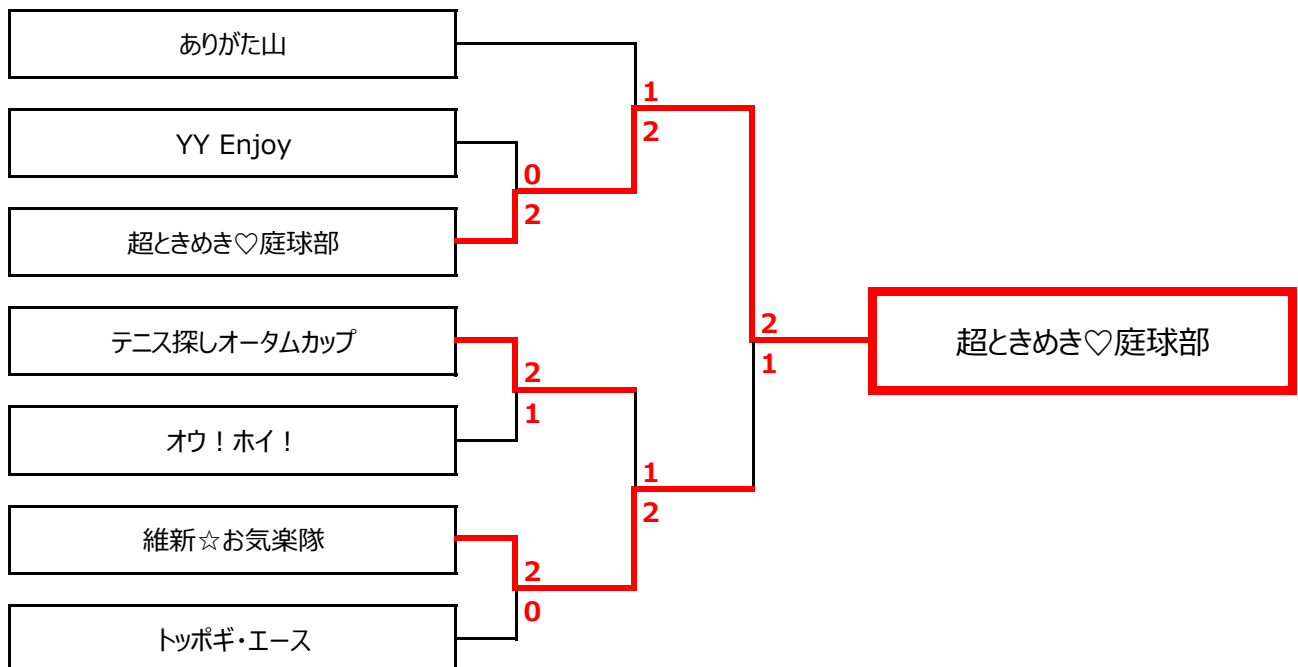 ありがた山
1
YY Enjoy
2
0
超ときめき♡庭球部
2
テニス探しオータムカップ
2
超ときめき♡庭球部
2
1
1
オウ！ホイ！
1
維新☆お気楽隊
2
2
0
トッポギ・エース